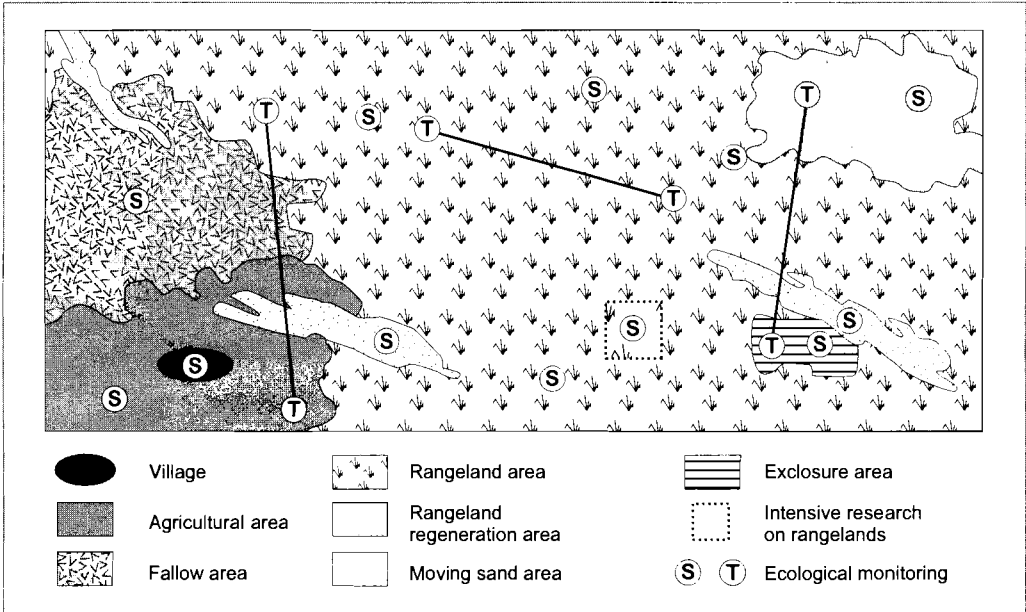 S
T
S
T
S
T
S
S
T
S
S
S
T
S
S
S
S
T
Village
Rangeland area
Exclosure area
Agricultural area
Rangeland
regeneration area
Intensive research
on rangelands
Fallow area
Moving sand area
S T Ecological monitoring